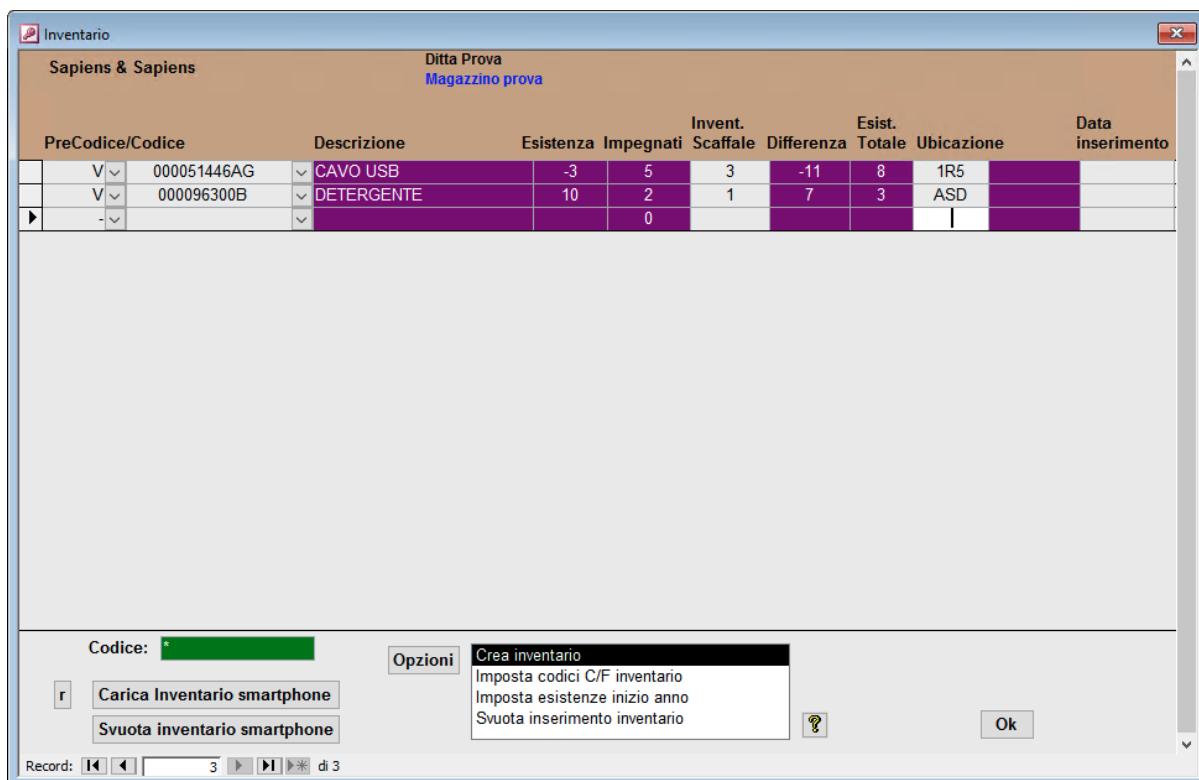 Inventario
Sapiens & Sapiens
Ditta Prova
Magazzino prova
PreCodice/Codice Descrizione Esistenza Impegnati Invent. Scaffale Differenza Esist. Totale Ubicazione Data inserimento
V 000051446AG CAVO USB -3 5 3 -11 8 1R5
V 000096300B DETERGENTE 10 2 1 7 3 ASD
- 0
Codice: *
Opzioni
Crea inventario
Imposta codici C/F inventario
Imposta esistenze inizio anno
Svuota inserimento inventario
r Carica Inventario smartphone
Svuota inventario smartphone
? Ok
Record: 3 di 3